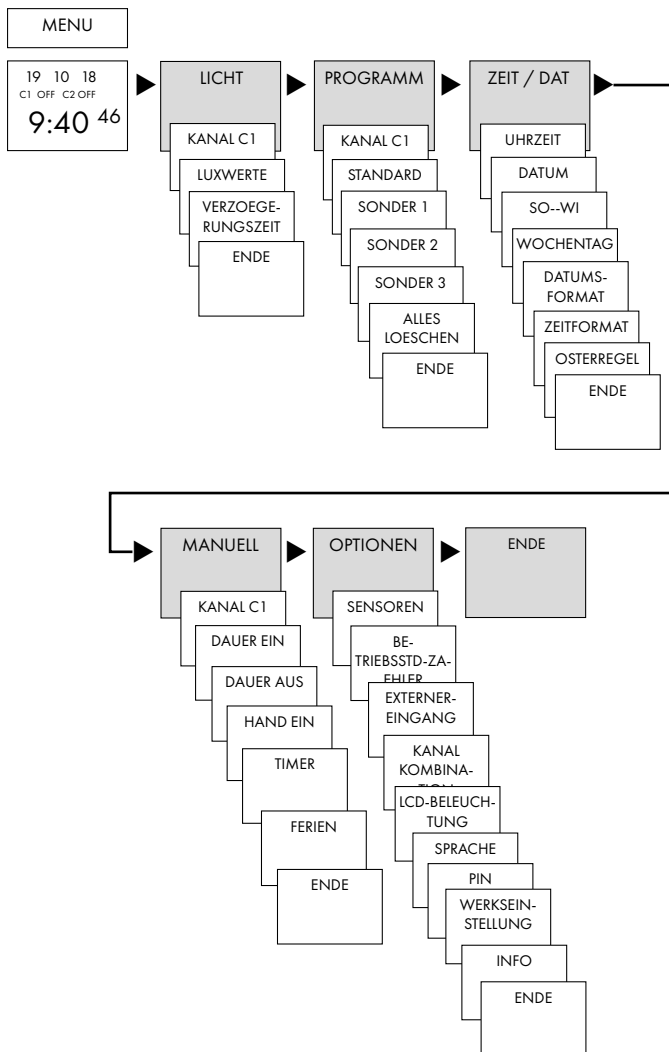 MENU
19 10 18
C1 OFF C2 OFF
9:40 46
LICHT
KANAL C1
LUXWERTE
VERZOEGE-
RUNGSZEIT
ENDE
PROGRAMM
KANAL C1
STANDARD
SONDER 1
SONDER 2
SONDER 3
ALLES
LOESCHEN
ENDE
ZEIT / DAT
UHRZEIT
DATUM
SO--WI
WOCHENTAG
DATUMS-
FORMAT
ZEITFORMAT
OSTERREGEL
ENDE
MANUELL
KANAL C1
DAUER EIN
DAUER AUS
HAND EIN
TIMER
FERIEN
ENDE
OPTIONEN
SENSOREN
BE-
TRIEBSSTD-ZA-
EHLER
EXTERNER-
EINGANG
KANAL
KOMBINA-
TION
LCD-BELEUCH-
TUNG
SPRACHE
PIN
WERKSEIN-
STELLUNG
INFO
ENDE
ENDE